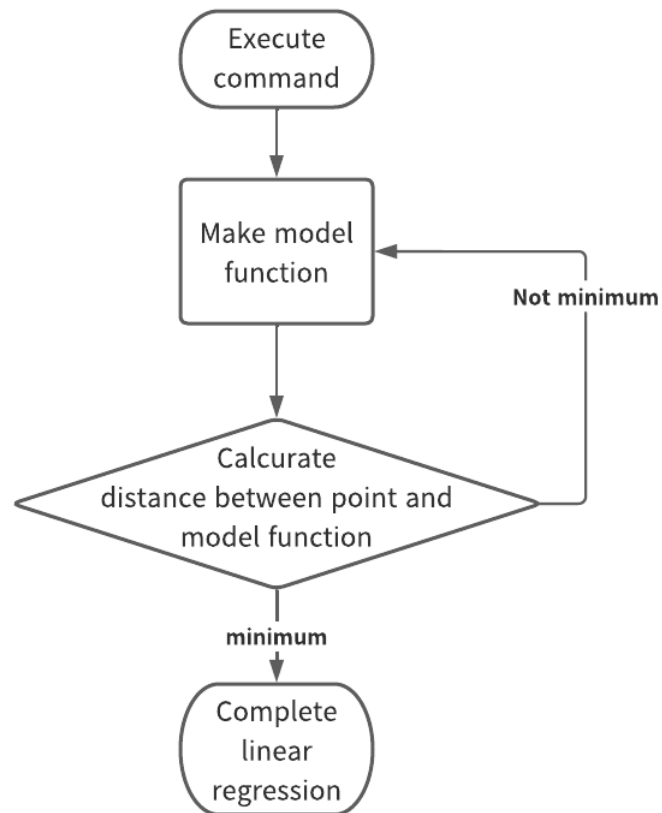 Execute
command
Make model
function
Not minimum
Calcurate
distance between point and
model function
minimum
Complete
linear
regression